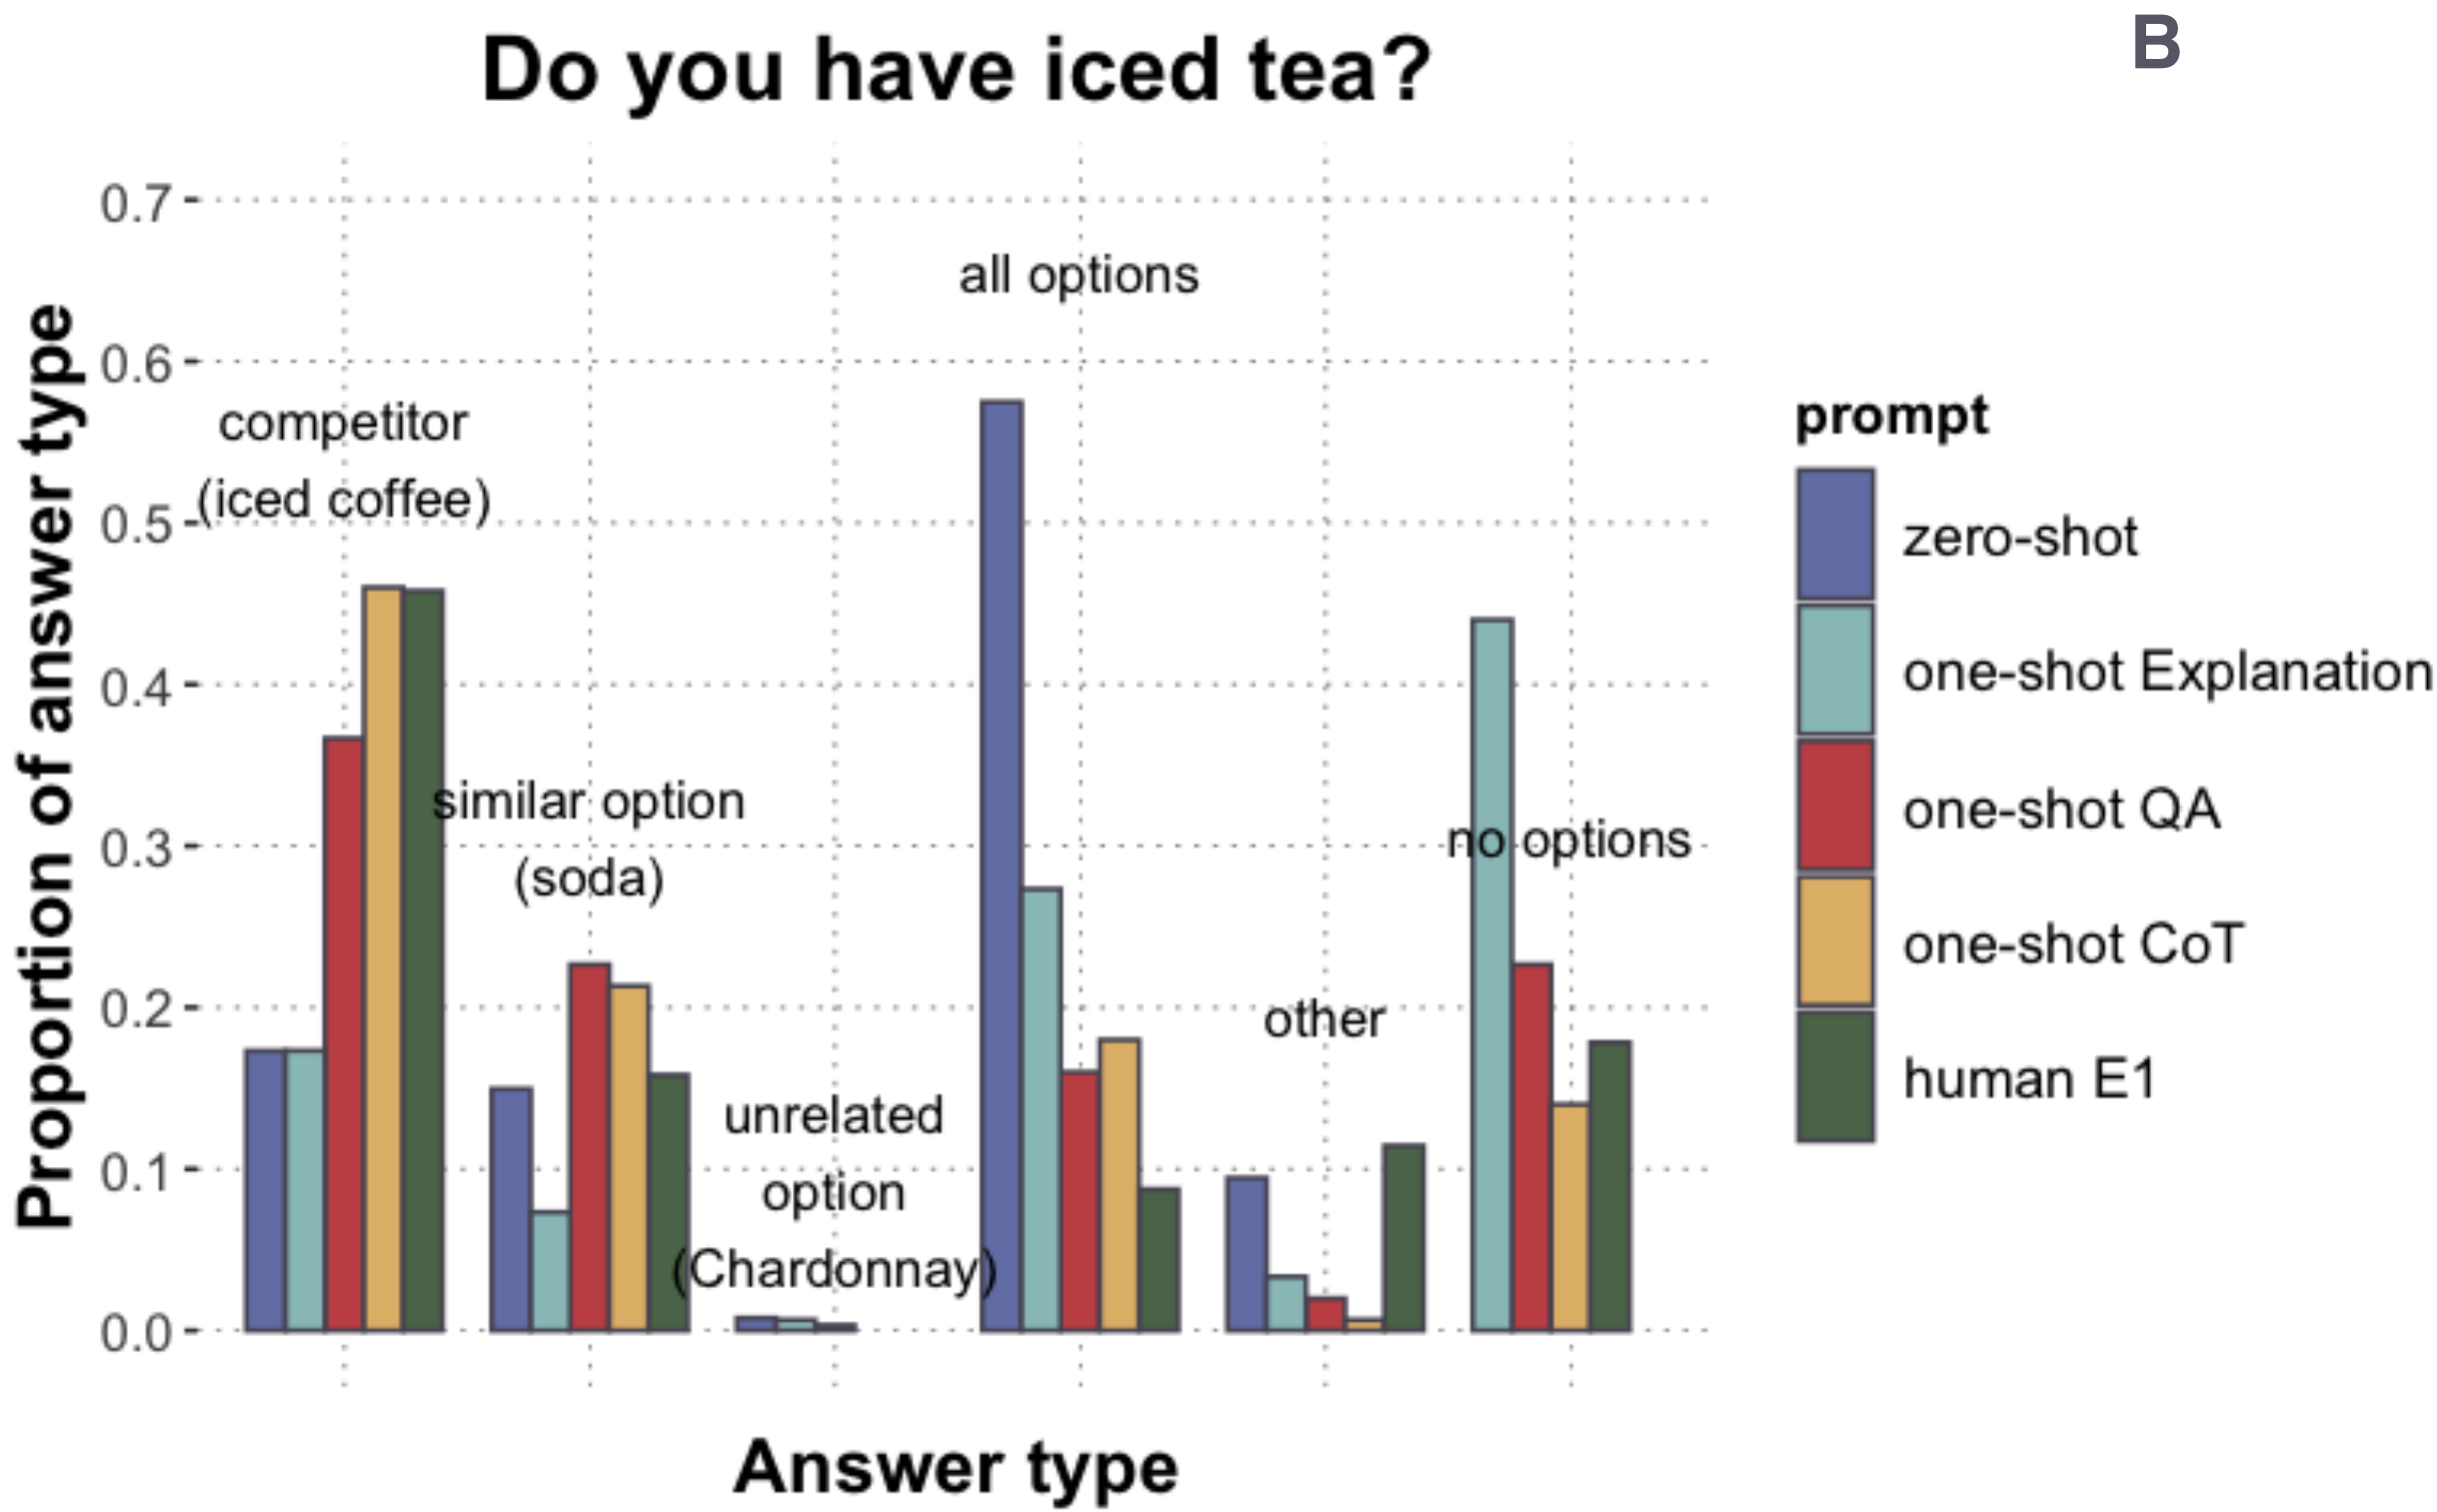 Do you have iced tea?
B
Proportion of answer type
0.7
0.6
0.5
0.4
0.3
0.2
0.1
0.0
competitor
(iced coffee)
similar option
(soda)
unrelated
option
(Chardonnay)
all options
other
no options
Answer type
prompt
zero-shot
one-shot Explanation
one-shot QA
one-shot CoT
human E1